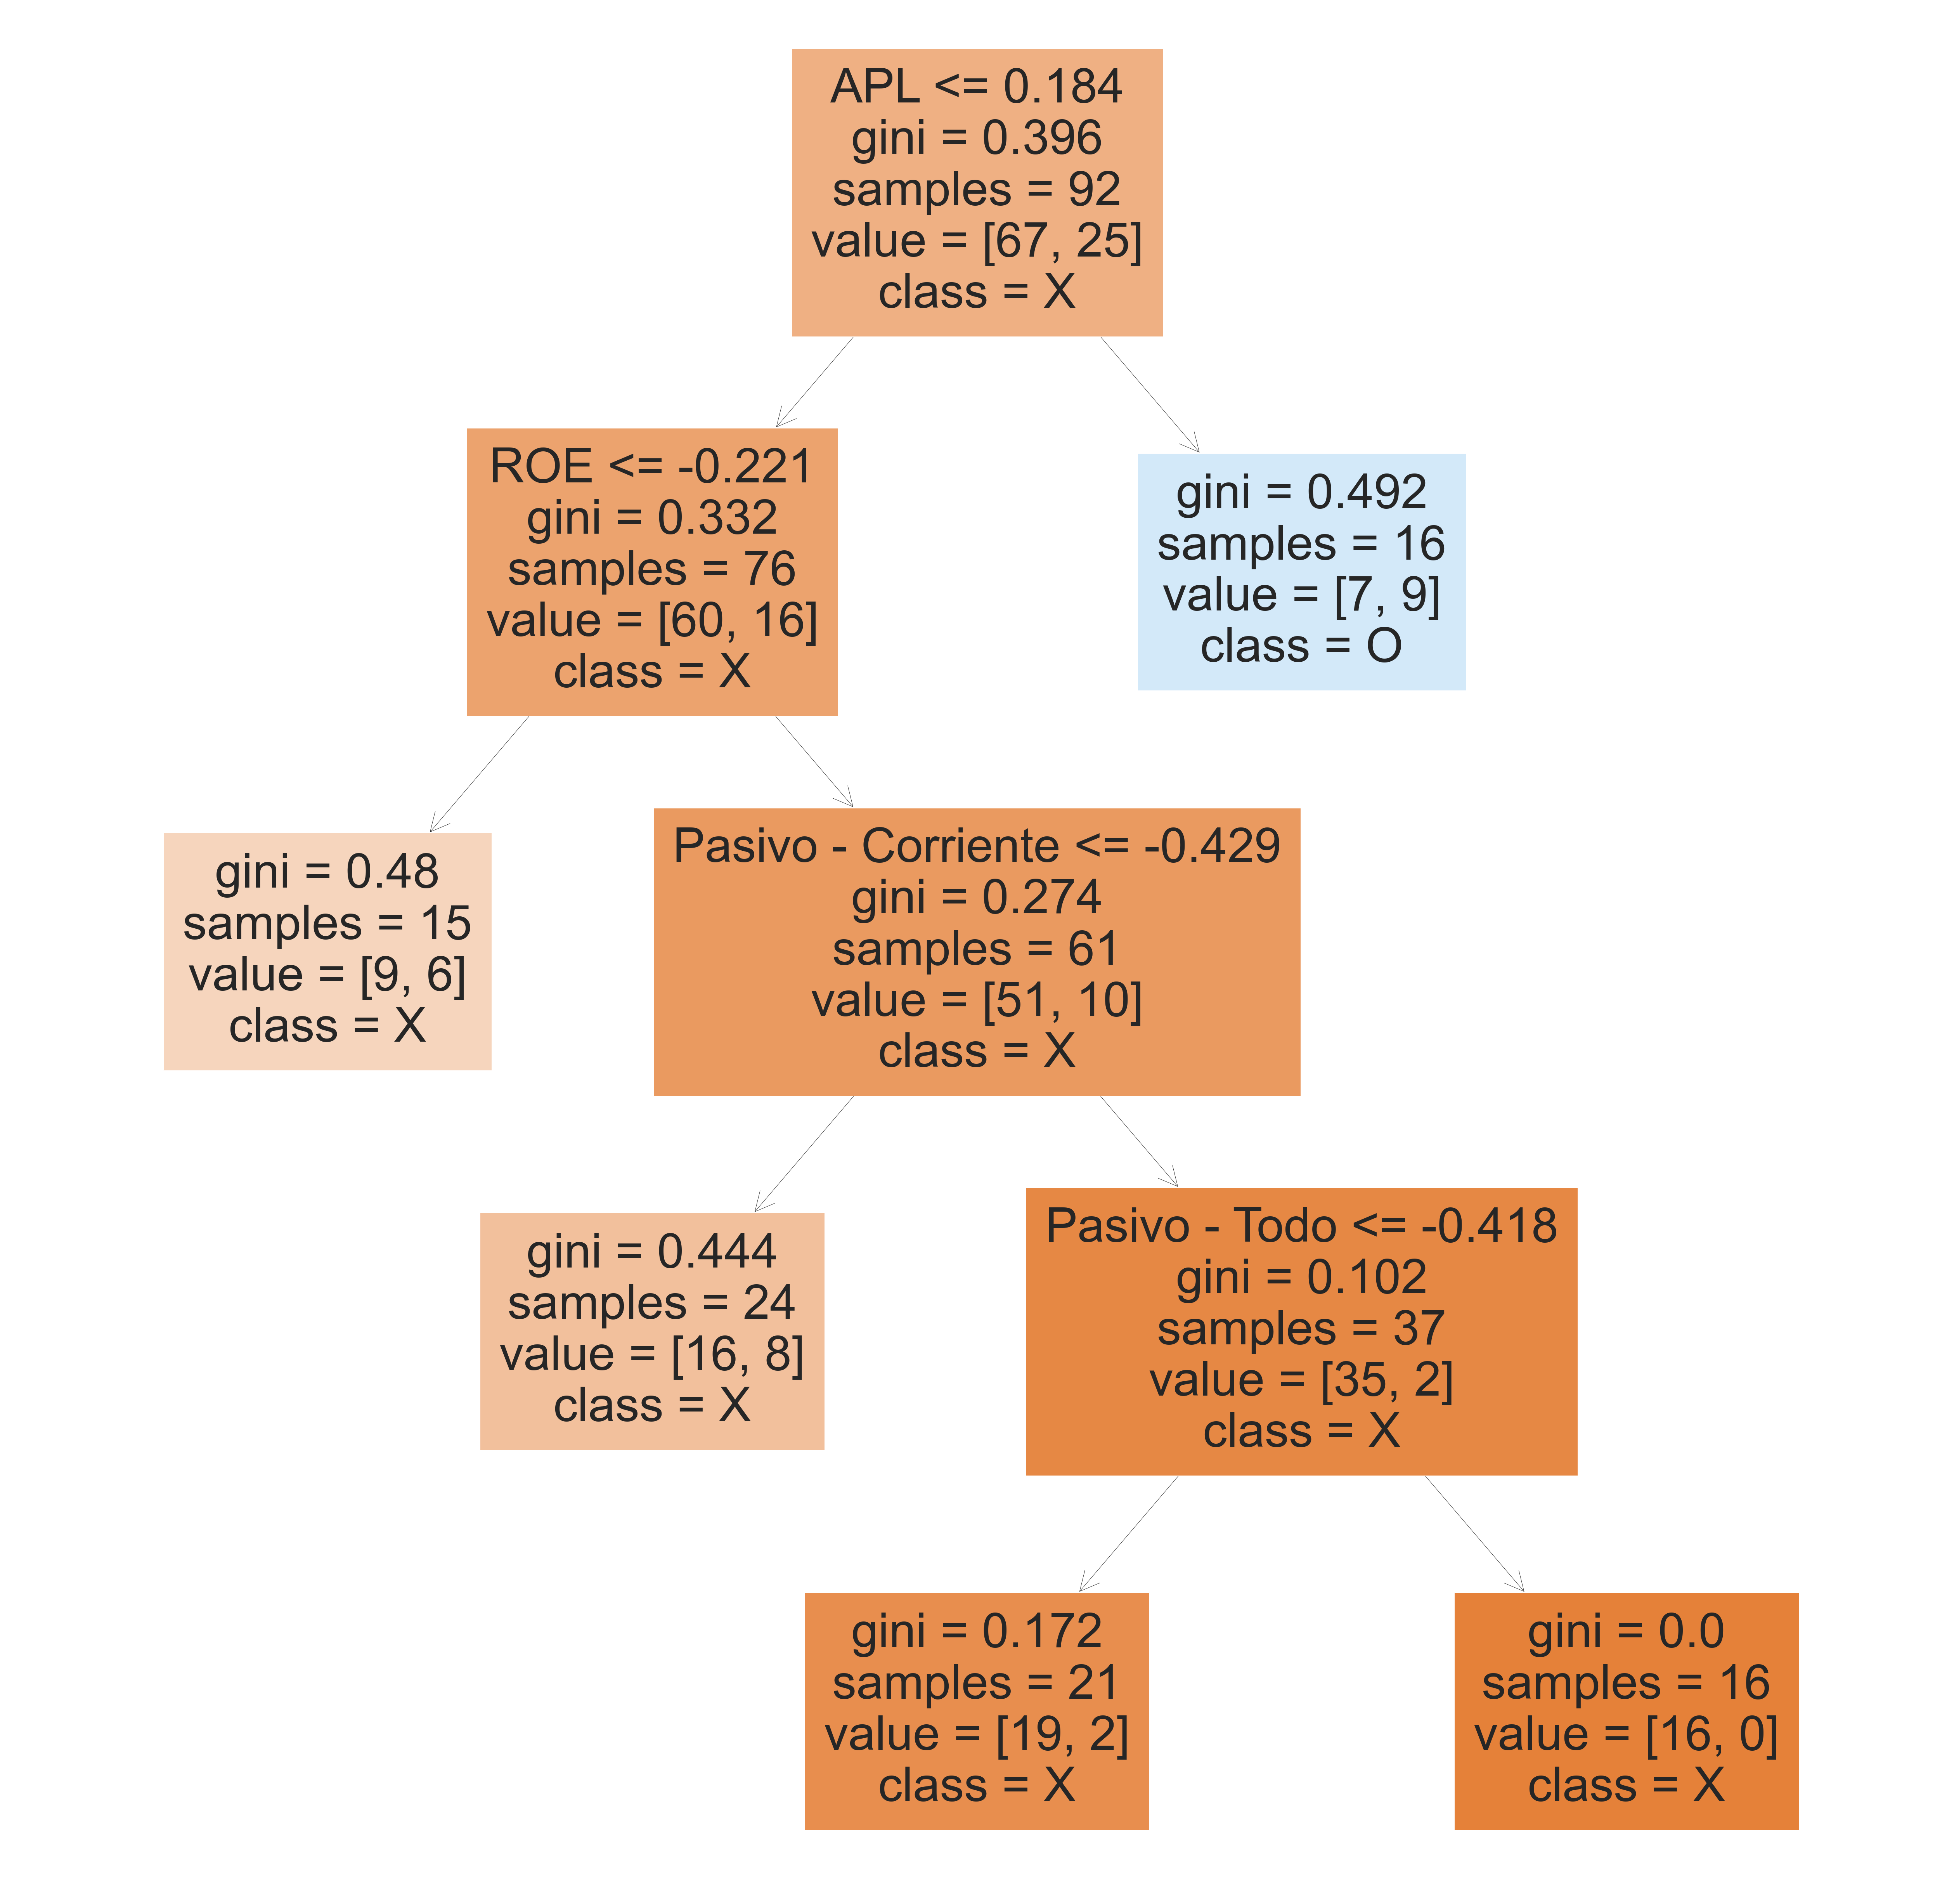 APL <= 0.184
gini = 0.396
samples = 92
value = [67, 25]
class = X
ROE <= -0.221
gini = 0.332
samples = 76
value = [60, 16]
class = X
gini = 0.492
samples = 16
value = [7, 9]
class = O
gini = 0.48
samples = 15
value = [9, 6]
class = X
Pasivo - Corriente <= -0.429
gini = 0.274
samples = 61
value = [51, 10]
class = X
gini = 0.444
samples = 24
value = [16, 8]
class = X
Pasivo - Todo <= -0.418
gini = 0.102
samples = 37
value = [35, 2]
class = X
gini = 0.172
samples = 21
value = [19, 2]
class = X
gini = 0.0
samples = 16
value = [16, 0]
class = X